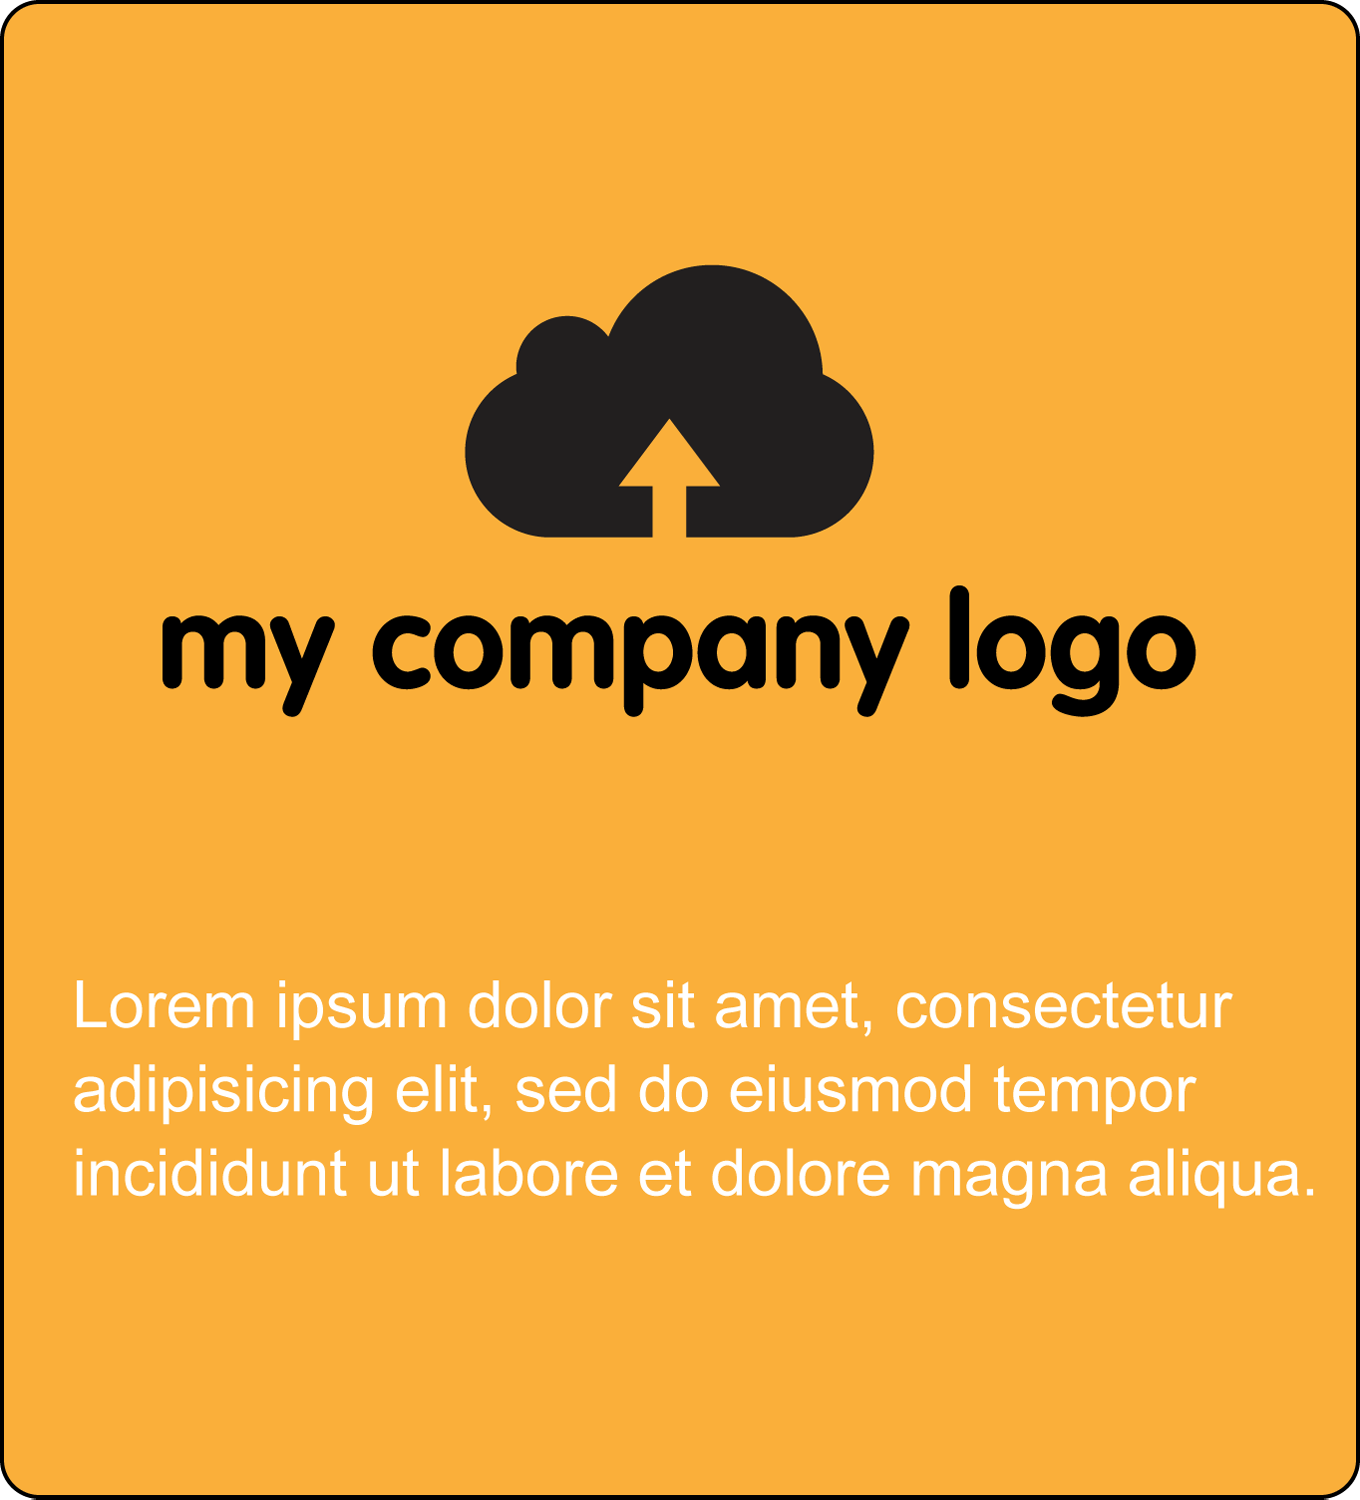 my company logo
Lorem ipsum dolor sit amet, consectetur
adipisicing elit, sed do eiusmod tempor
incididunt ut labore et dolore magna aliqua.